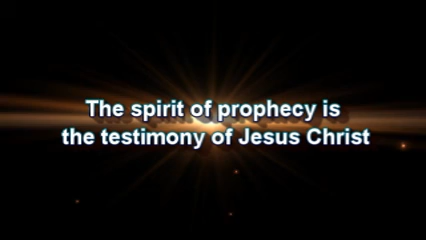 The spirit of prophecy is
the testimony of Jesus Christ